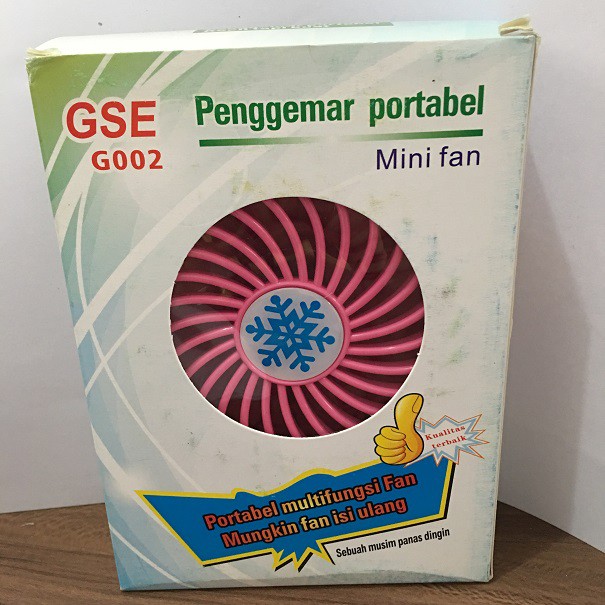 GSE
G002
Penggemar portabel
Mini fan
Kualitas
terbaik
Portabel multifungsi Fan
Mungkin fan isi ulang
Sebuah musim panas dingin